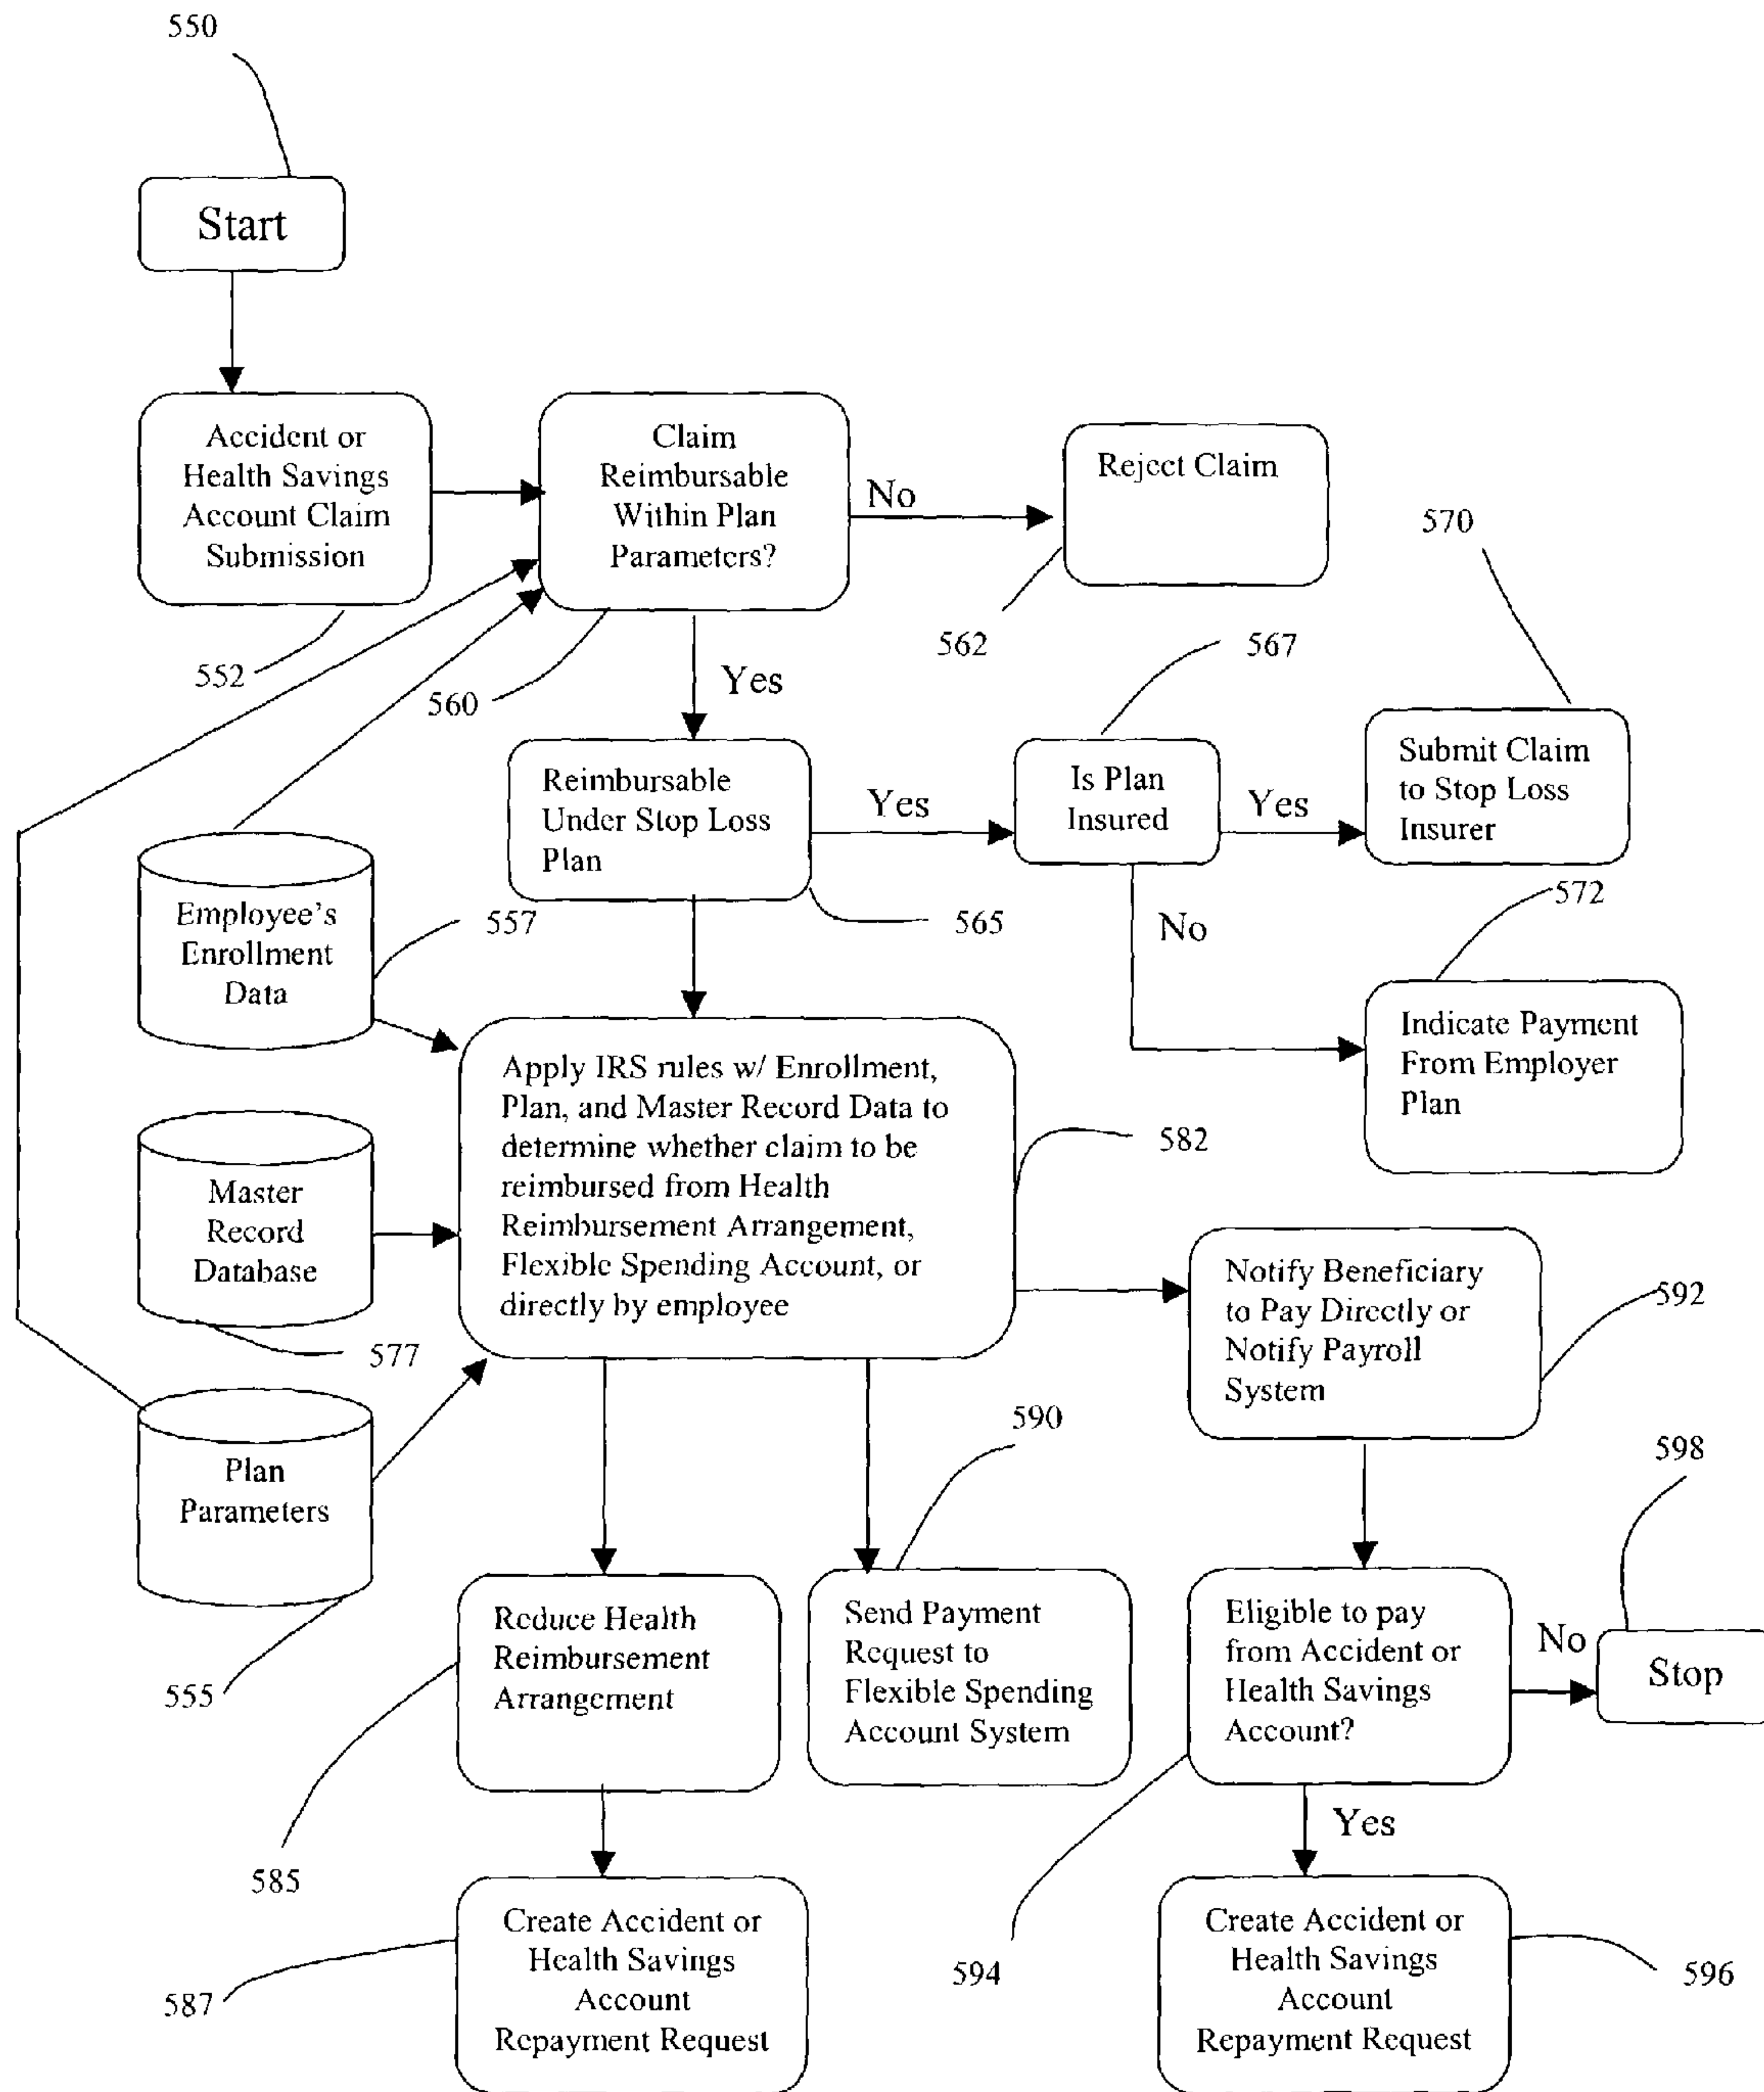 550
Start
Accident or
Health Savings
Account Claim
Submission
Claim
Reimbursable
Within Plan
Parameters?
No
Reject Claim
570
552
560
562
567
Yes
Reimbursable
Under Stop Loss
Plan
Yes
Is Plan
Insured
Yes
Submit Claim
to Stop Loss
Insurer
572
Employee's
Enrollment
Data
557
565
No
Indicate Payment
From Employer
Plan
Apply IRS rules w/ Enrollment,
Plan, and Master Record Data to
determine whether claim to be
reimbursed from Health
Reimbursement Arrangement,
Flexible Spending Account, or
directly by employee
582
Master
Record
Database
577
Notify Beneficiary
to Pay Directly or
Notify Payroll
System
592
590
598
Plan
Parameters
555
Reduce Health
Reimbursement
Arrangement
Send Payment
Request to
Flexible Spending
Account System
Eligible to pay
from Accident or
Health Savings
Account?
No
Stop
Yes
585
587
Create Accident or
Health Savings
Account
Repayment Request
594
Create Accident or
Health Savings
Account
Repayment Request
596